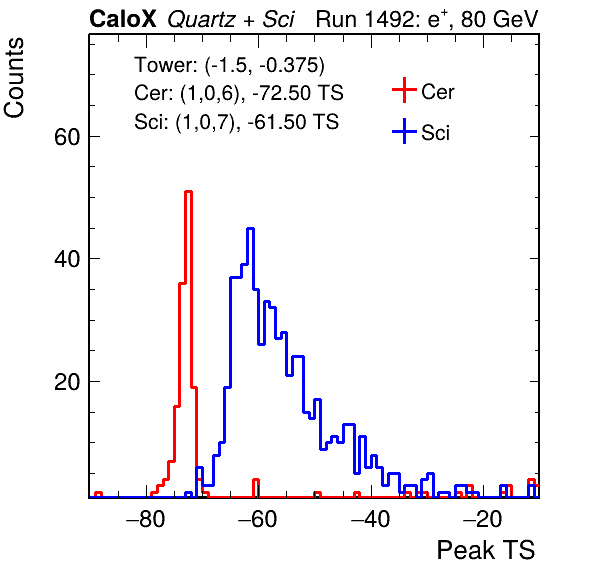 CaloX Quartz + Sci Run 1492: e+, 80 GeV
Counts
Tower: (-1.5, -0.375)
Cer: (1,0,6), -72.50 TS
Sci: (1,0,7), -61.50 TS
Cer
Sci
60
40
20
−80 −60 −40 −20
Peak TS